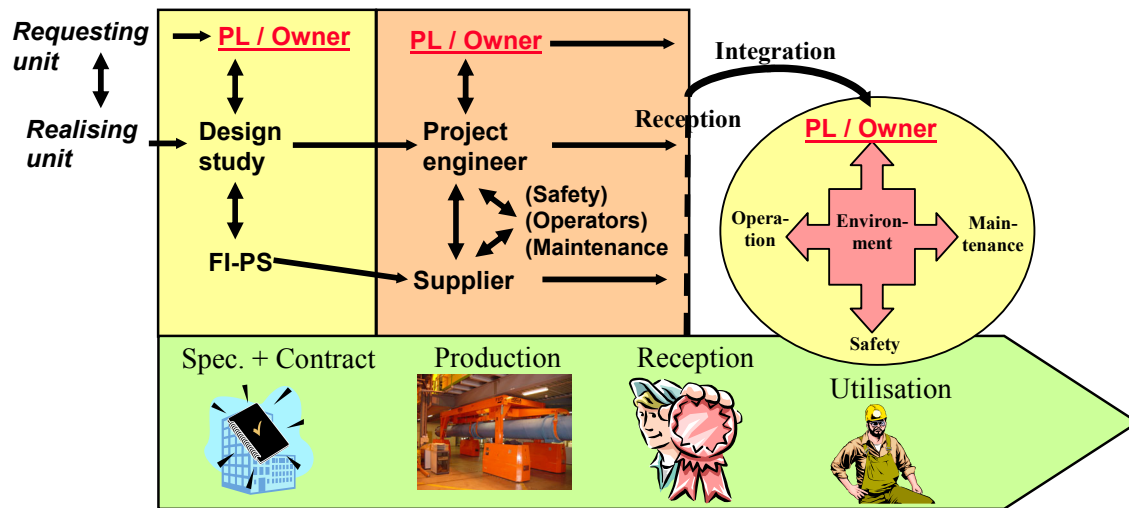 Requesting
unit
Realising
unit
PL / Owner
Design
study
FI-PS
PL / Owner
Project
engineer
(Safety)
(Operators)
(Maintenance
Supplier
Reception
Integration
PL / Owner
Opera-
tion
Environ-
ment
Main-
tenance
Safety
Spec. + Contract
Production
Reception
Utilisation